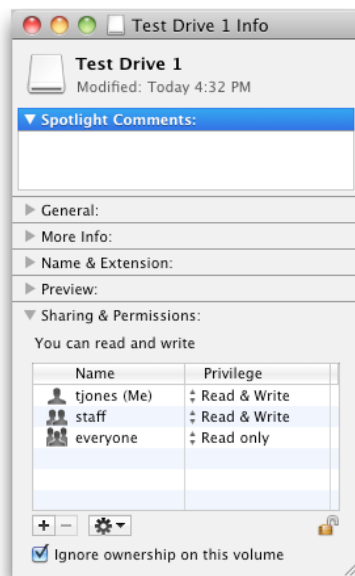 Test Drive 1 Info
Test Drive 1
Modified: Today 4:32 PM
Spotlight Comments:
General:
More Info:
Name & Extension:
Preview:
Sharing & Permissions:
You can read and write
Name Privilege
tjones (Me) Read & Write
staff Read & Write
everyone Read only
Ignore ownership on this volume